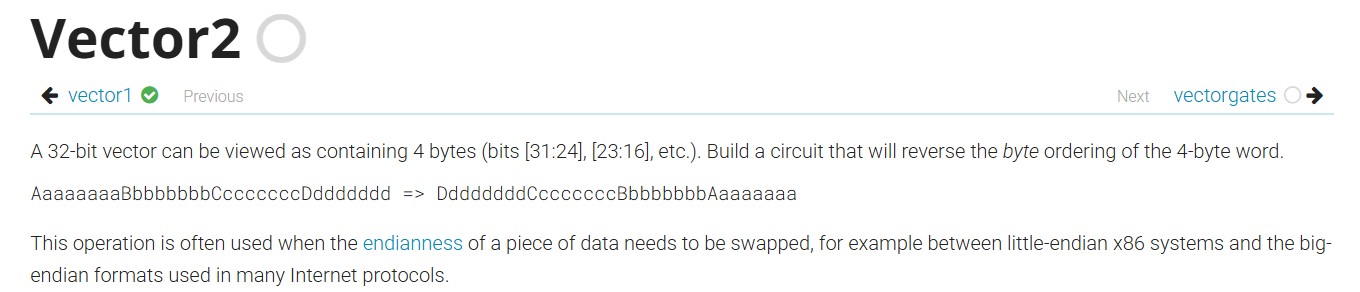 Vector2
vector1 Previous
Next vectorgates
A 32-bit vector can be viewed as containing 4 bytes (bits [31:24], [23:16], etc.). Build a circuit that will reverse the byte ordering of the 4-byte word.
AaaaaaaaBbbbbbbbCcccccccDddddddd => DdddddddCcccccccBbbbbbbbAaaaaaaa
This operation is often used when the endianness of a piece of data needs to be swapped, for example between little-endian x86 systems and the big-
endian formats used in many Internet protocols.